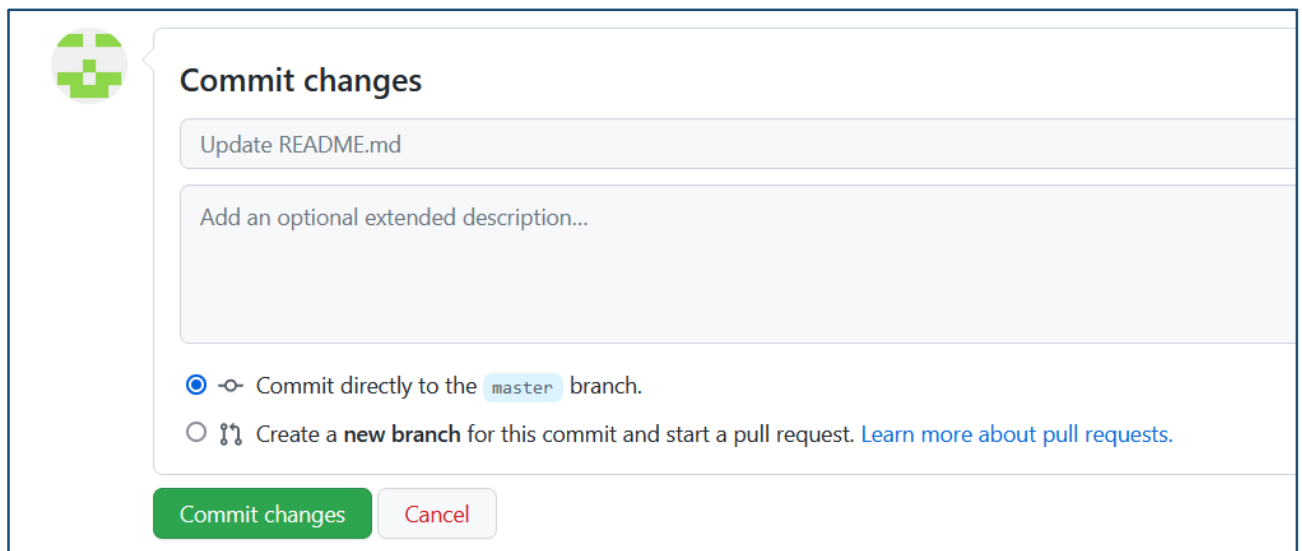 Commit changes
Update README.md
Add an optional extended description...
Commit directly to the master branch.
Create a new branch for this commit and start a pull request. Learn more about pull requests.
Commit changes Cancel